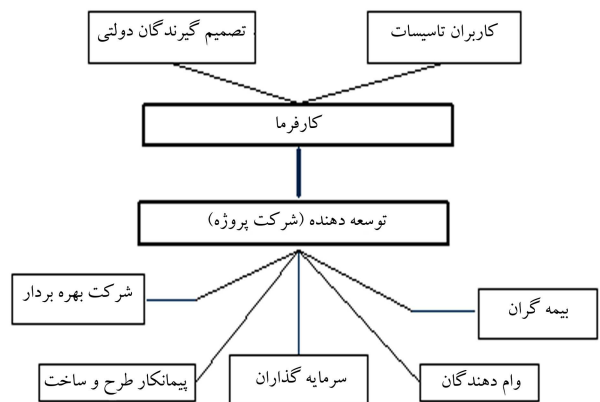 کاربران تاسیسات
تصمیم گیرندگان دولتی
کارفرما
توسعه دهنده (شرکت پروژه)
بیمه گران
شرکت بهره بردار
وام دهندگان
سرمایه گذاران
پیمانکار طرح و ساخت